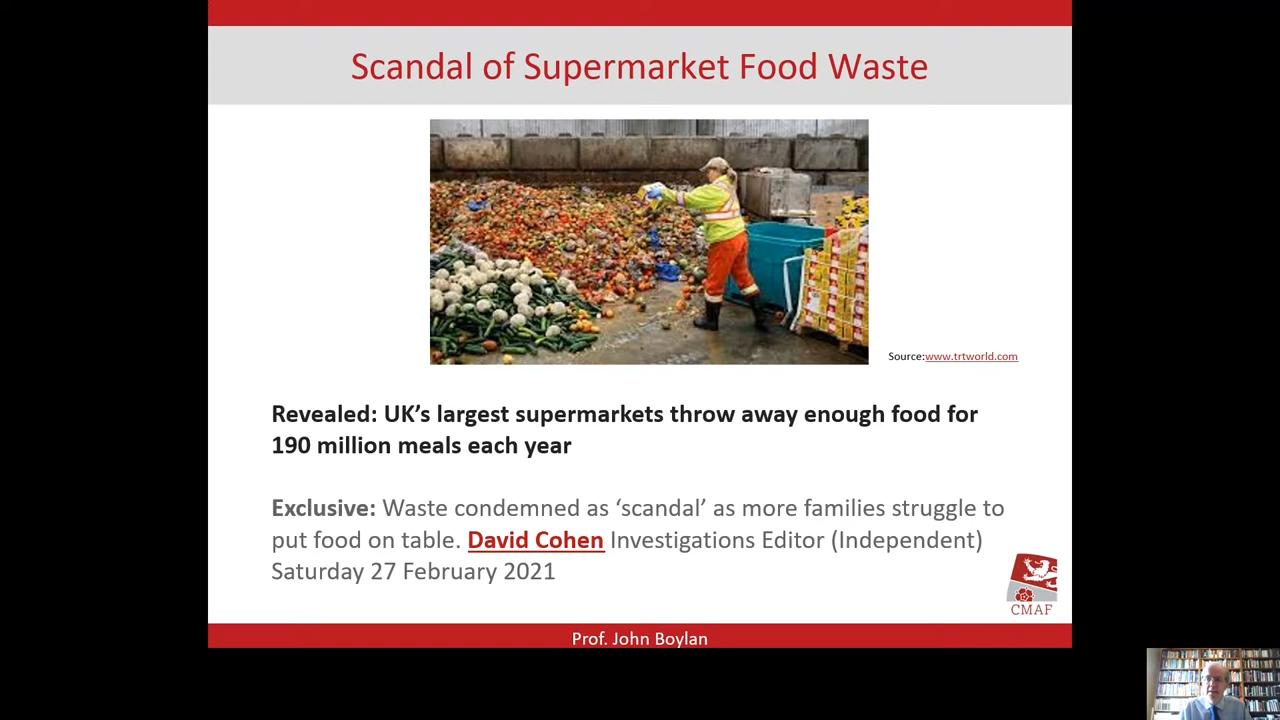 Scandal of Supermarket Food Waste
Source:www.trtworld.com
Revealed: UK’s largest supermarkets throw away enough food for
190 million meals each year
Exclusive: Waste condemned as ‘scandal’ as more families struggle to
put food on table. David Cohen Investigations Editor (Independent)
Saturday 27 February 2021
CMAF
Prof. John Boylan